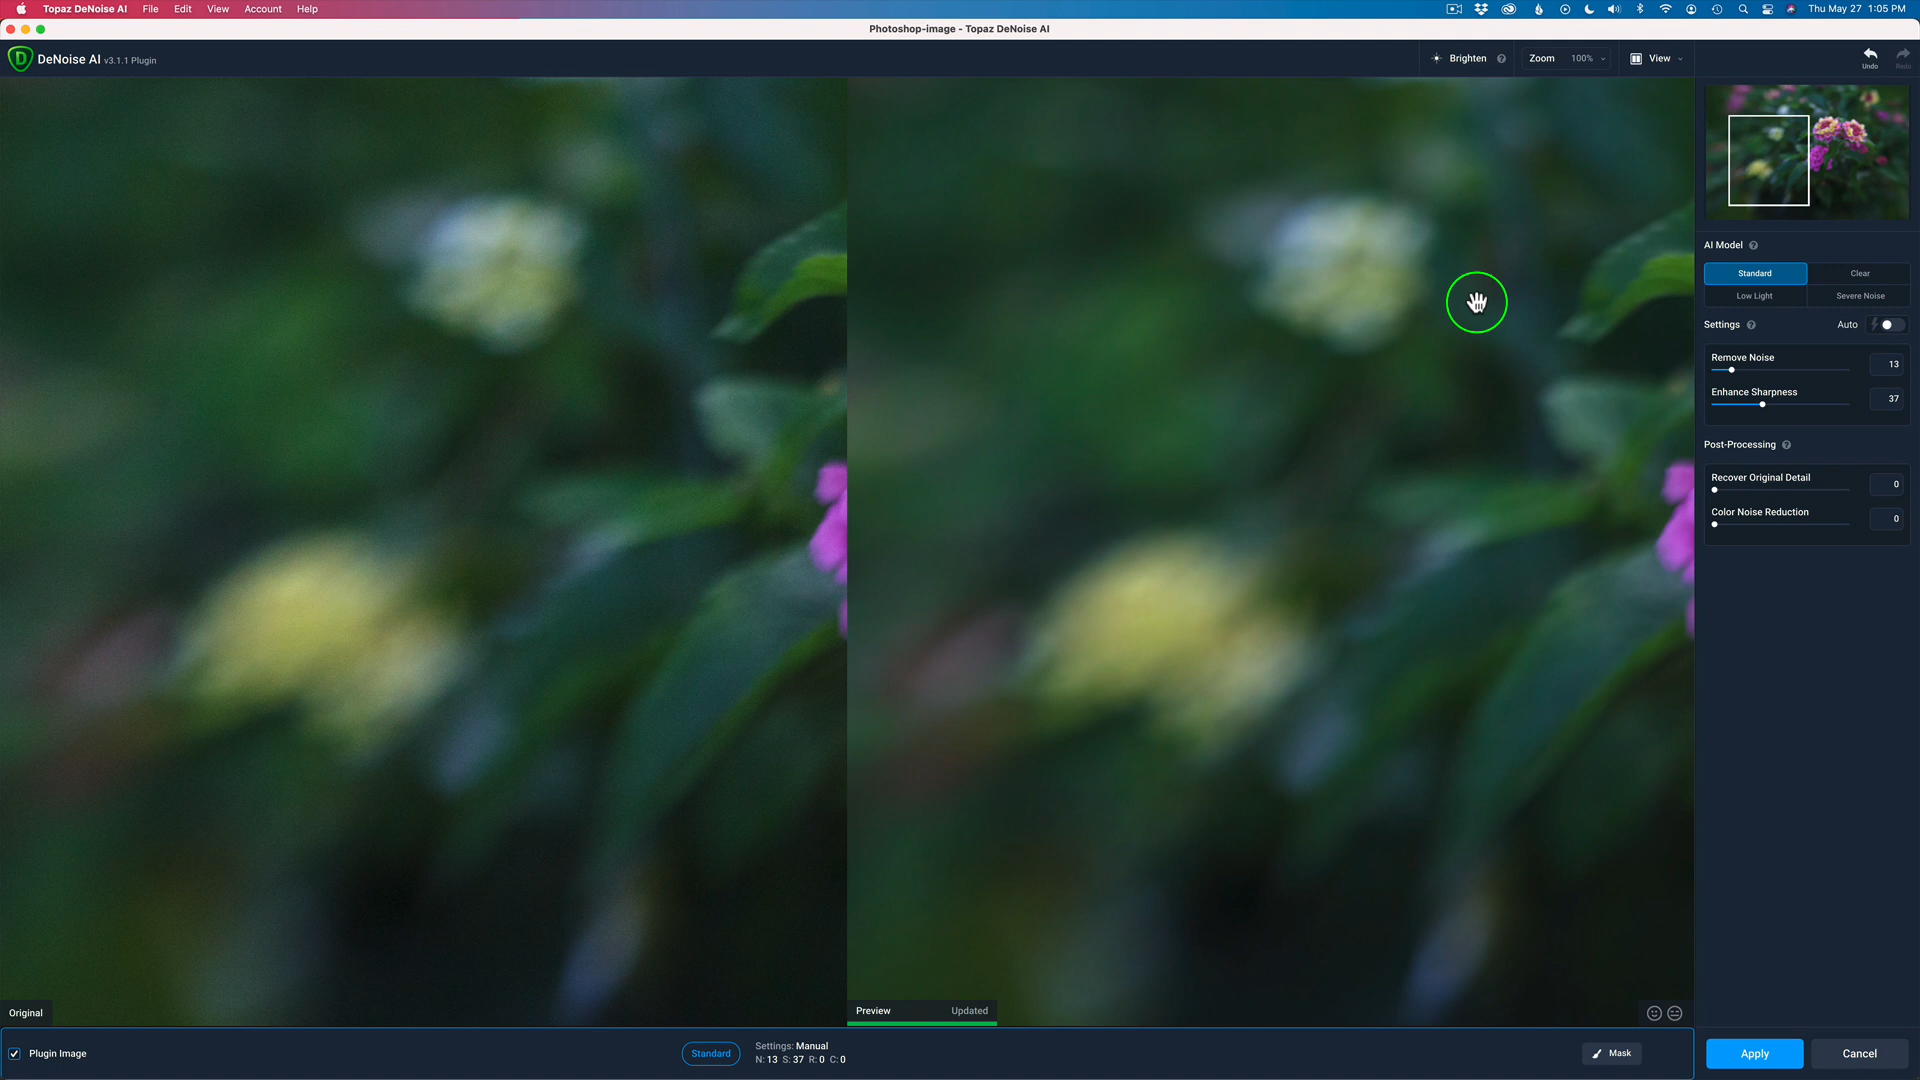 Topaz DeNoise AI File Edit View Account Help Thu May 27 1:05 PM
Photoshop-image - Topaz DeNoise AI
DeNoise AI v3.1.1 Plugin Brighten ? Zoom 100% View Undo Redo
AI Model ?
Standard Clear
Low Light Severe Noise
Settings ? Auto
Remove Noise 13
Enhance Sharpness 37
Post-Processing ?
Recover Original Detail 0
Color Noise Reduction 0
Original Preview Updated
Plugin Image Standard Settings: Manual Mask Apply Cancel
N: 13 S: 37 R: 0 C: 0